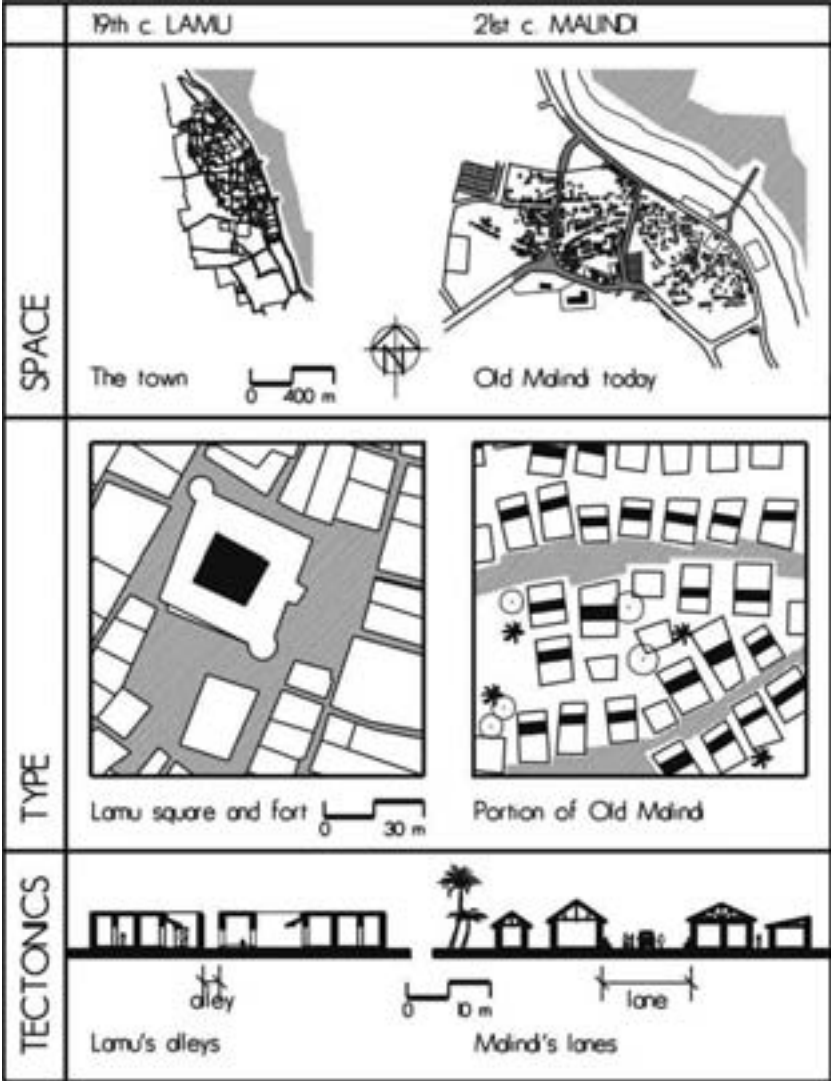 19th c. LAMU
21st c. MALINDI
SPACE
The town
0 400 m
N
Old Malindi today
TYPE
Lamu square and fort
0 30 m
Portion of Old Malindi
TECTONICS
alley
0 10 m
lane
Lamu's alleys
Malindi's lanes